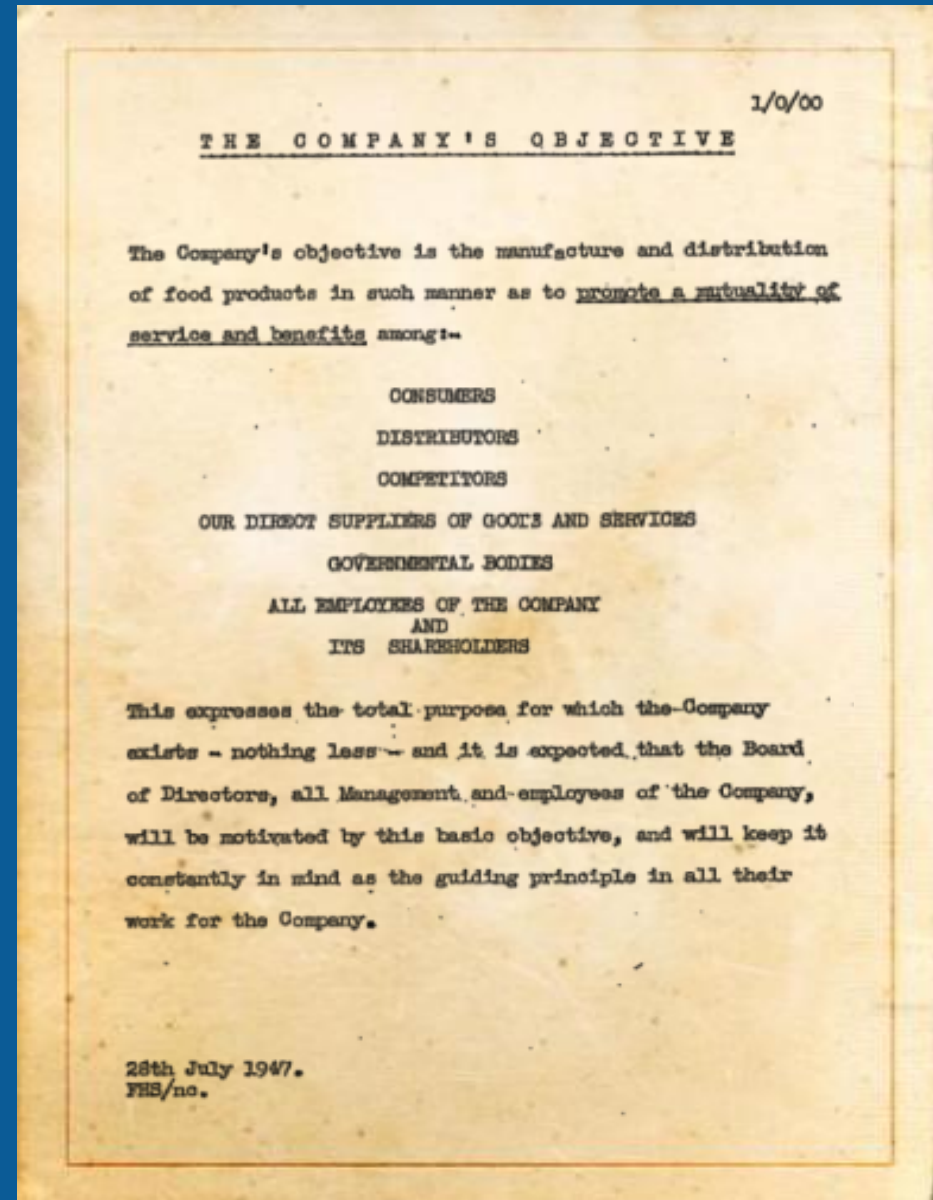 1/0/00
THE COMPANY'S OBJECTIVE
The Company's objective is the manufacture and distribution
of food products in such manner as to promote a mutuality of
service and benefits among:-
CONSUMERS
DISTRIBUTORS
COMPETITORS
OUR DIRECT SUPPLIERS OF GOODS AND SERVICES
GOVERNMENTAL BODIES
ALL EMPLOYEES OF THE COMPANY
AND
ITS SHAREHOLDERS
This expresses the total purpose for which the Company
exists - nothing less - and it is expected that the Board
of Directors, all Management and employees of the Company,
will be motivated by this basic objective, and will keep it
constantly in mind as the guiding principle in all their
work for the Company.
28th July 1947.
FHS/nc.